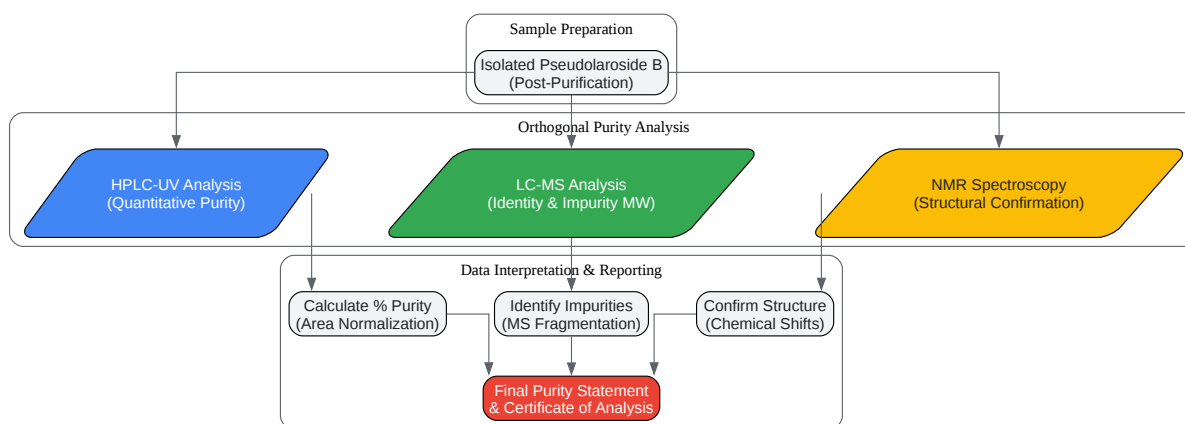 Sample Preparation
Isolated Pseudolaroside B
(Post-Purification)
Orthogonal Purity Analysis
HPLC-UV Analysis
(Quantitative Purity)
LC-MS Analysis
(Identity & Impurity MW)
NMR Spectroscopy
(Structural Confirmation)
Data Interpretation & Reporting
Calculate % Purity
(Area Normalization)
Identify Impurities
(MS Fragmentation)
Confirm Structure
(Chemical Shifts)
Final Purity Statement
& Certificate of Analysis